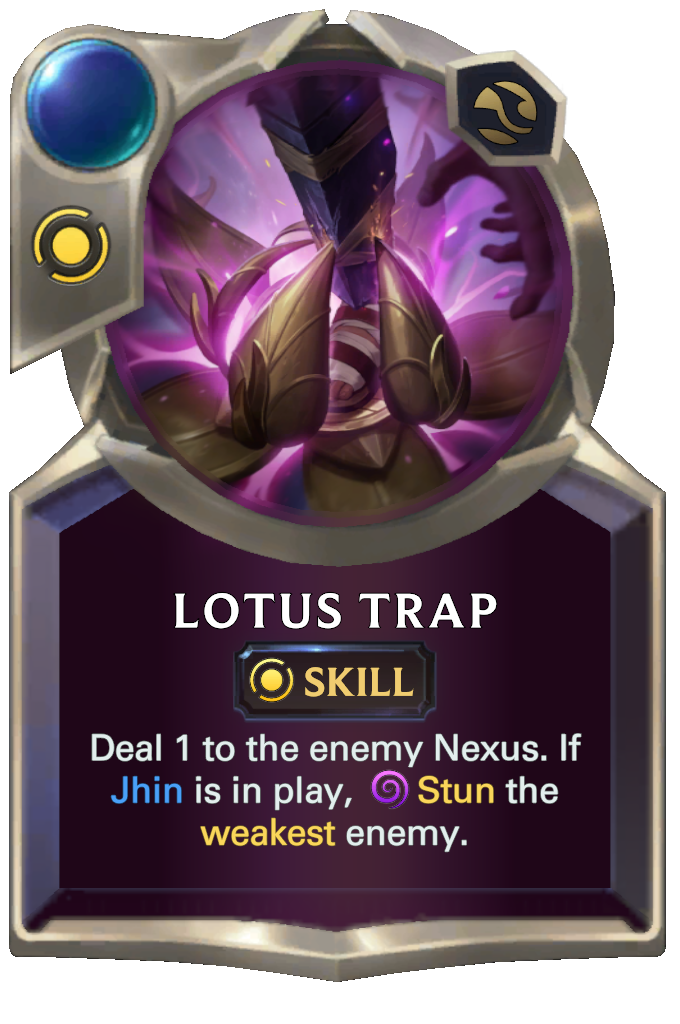 LOTUS TRAP
SKILL
Deal 1 to the enemy Nexus. If
Jhin is in play, Stun the
weakest enemy.